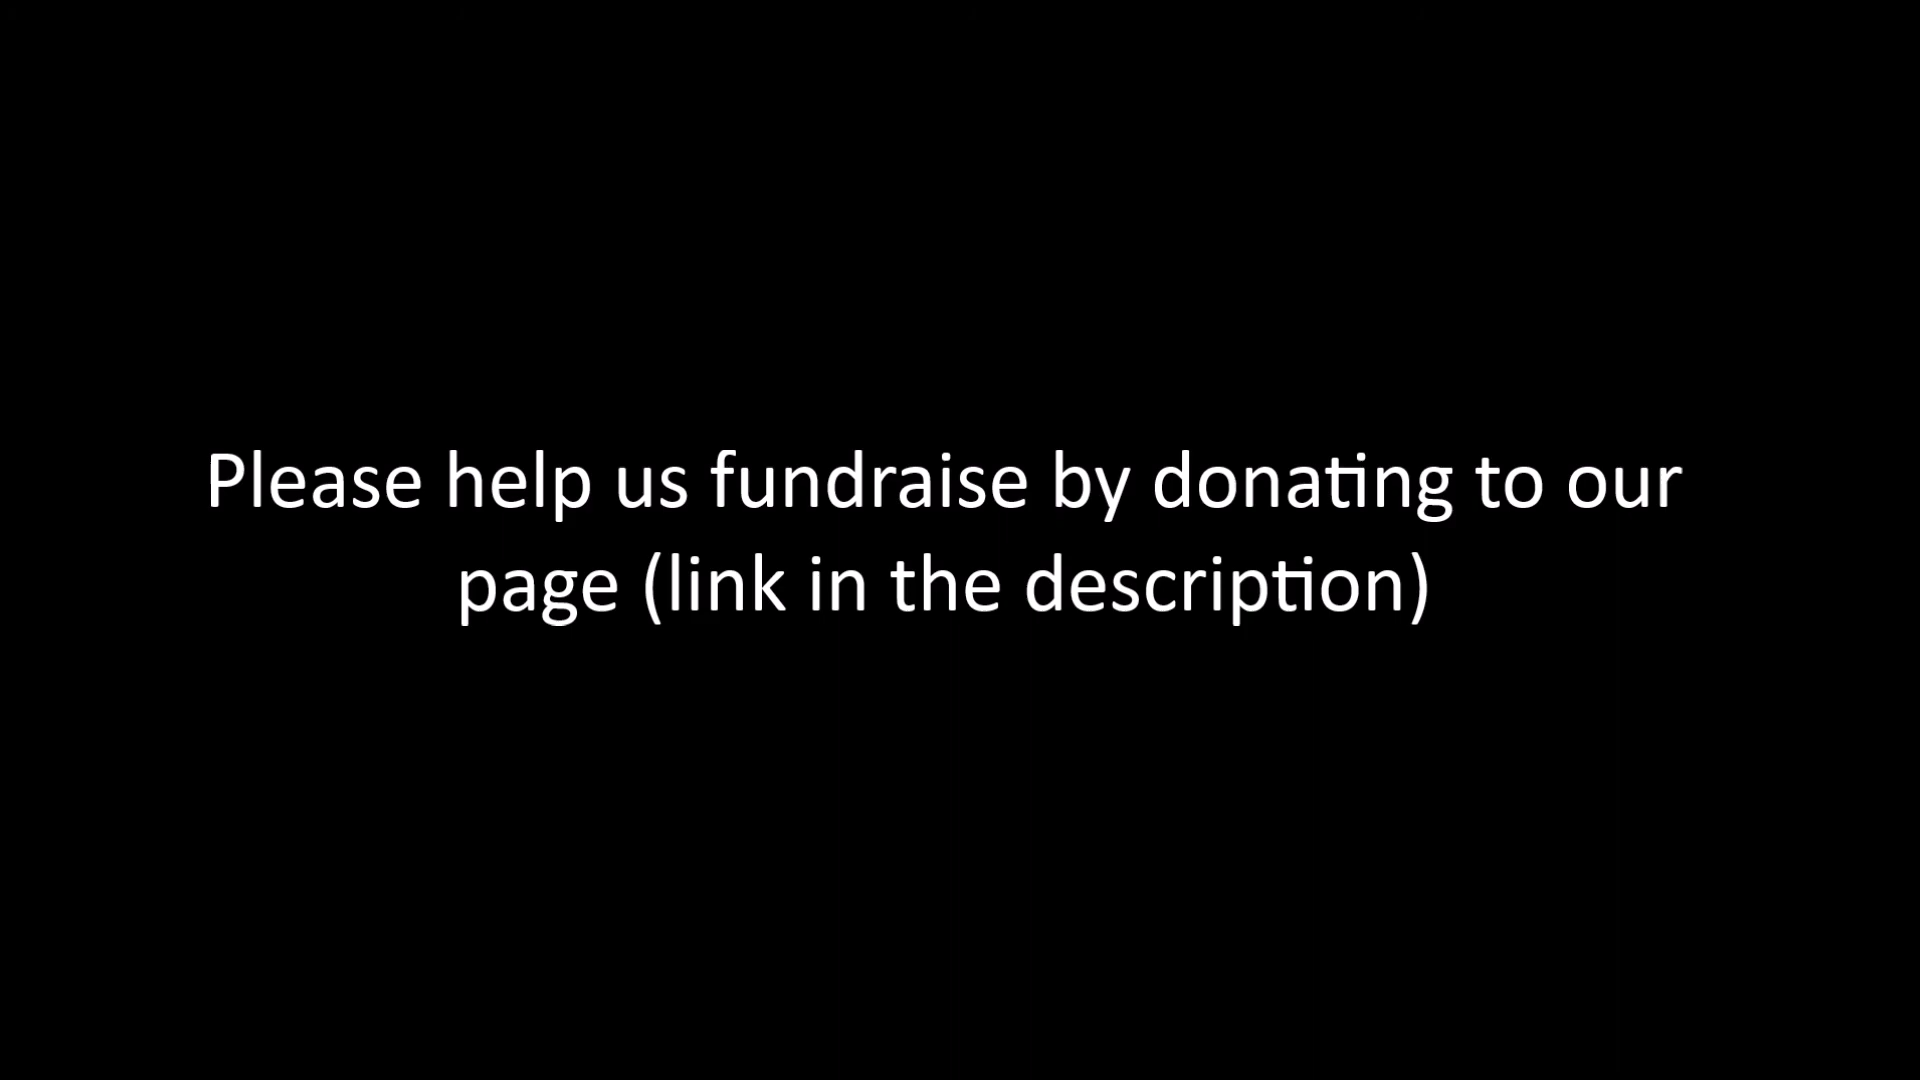 Please help us fundraise by donating to our
page (link in the description)